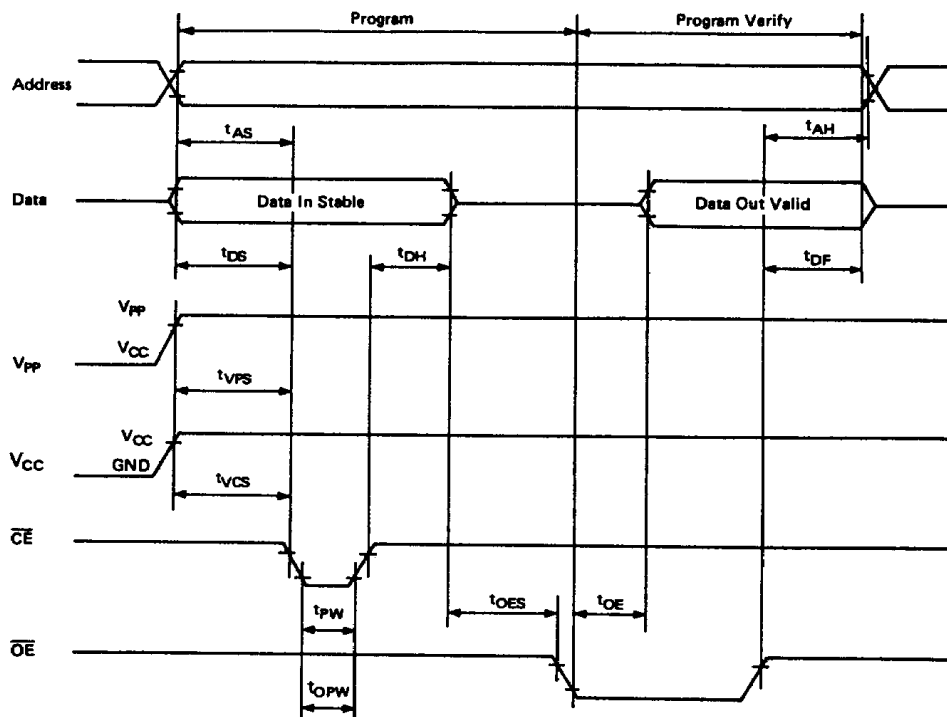 Program Program Verify
Address
tAS tAH
Data Data In Stable Data Out Valid
tDS tDH tDF
VPP
VCC
VPP
tVPS
VCC
VCC GND
tVCS
CE
tPW tOES tOE
OE
tOPW